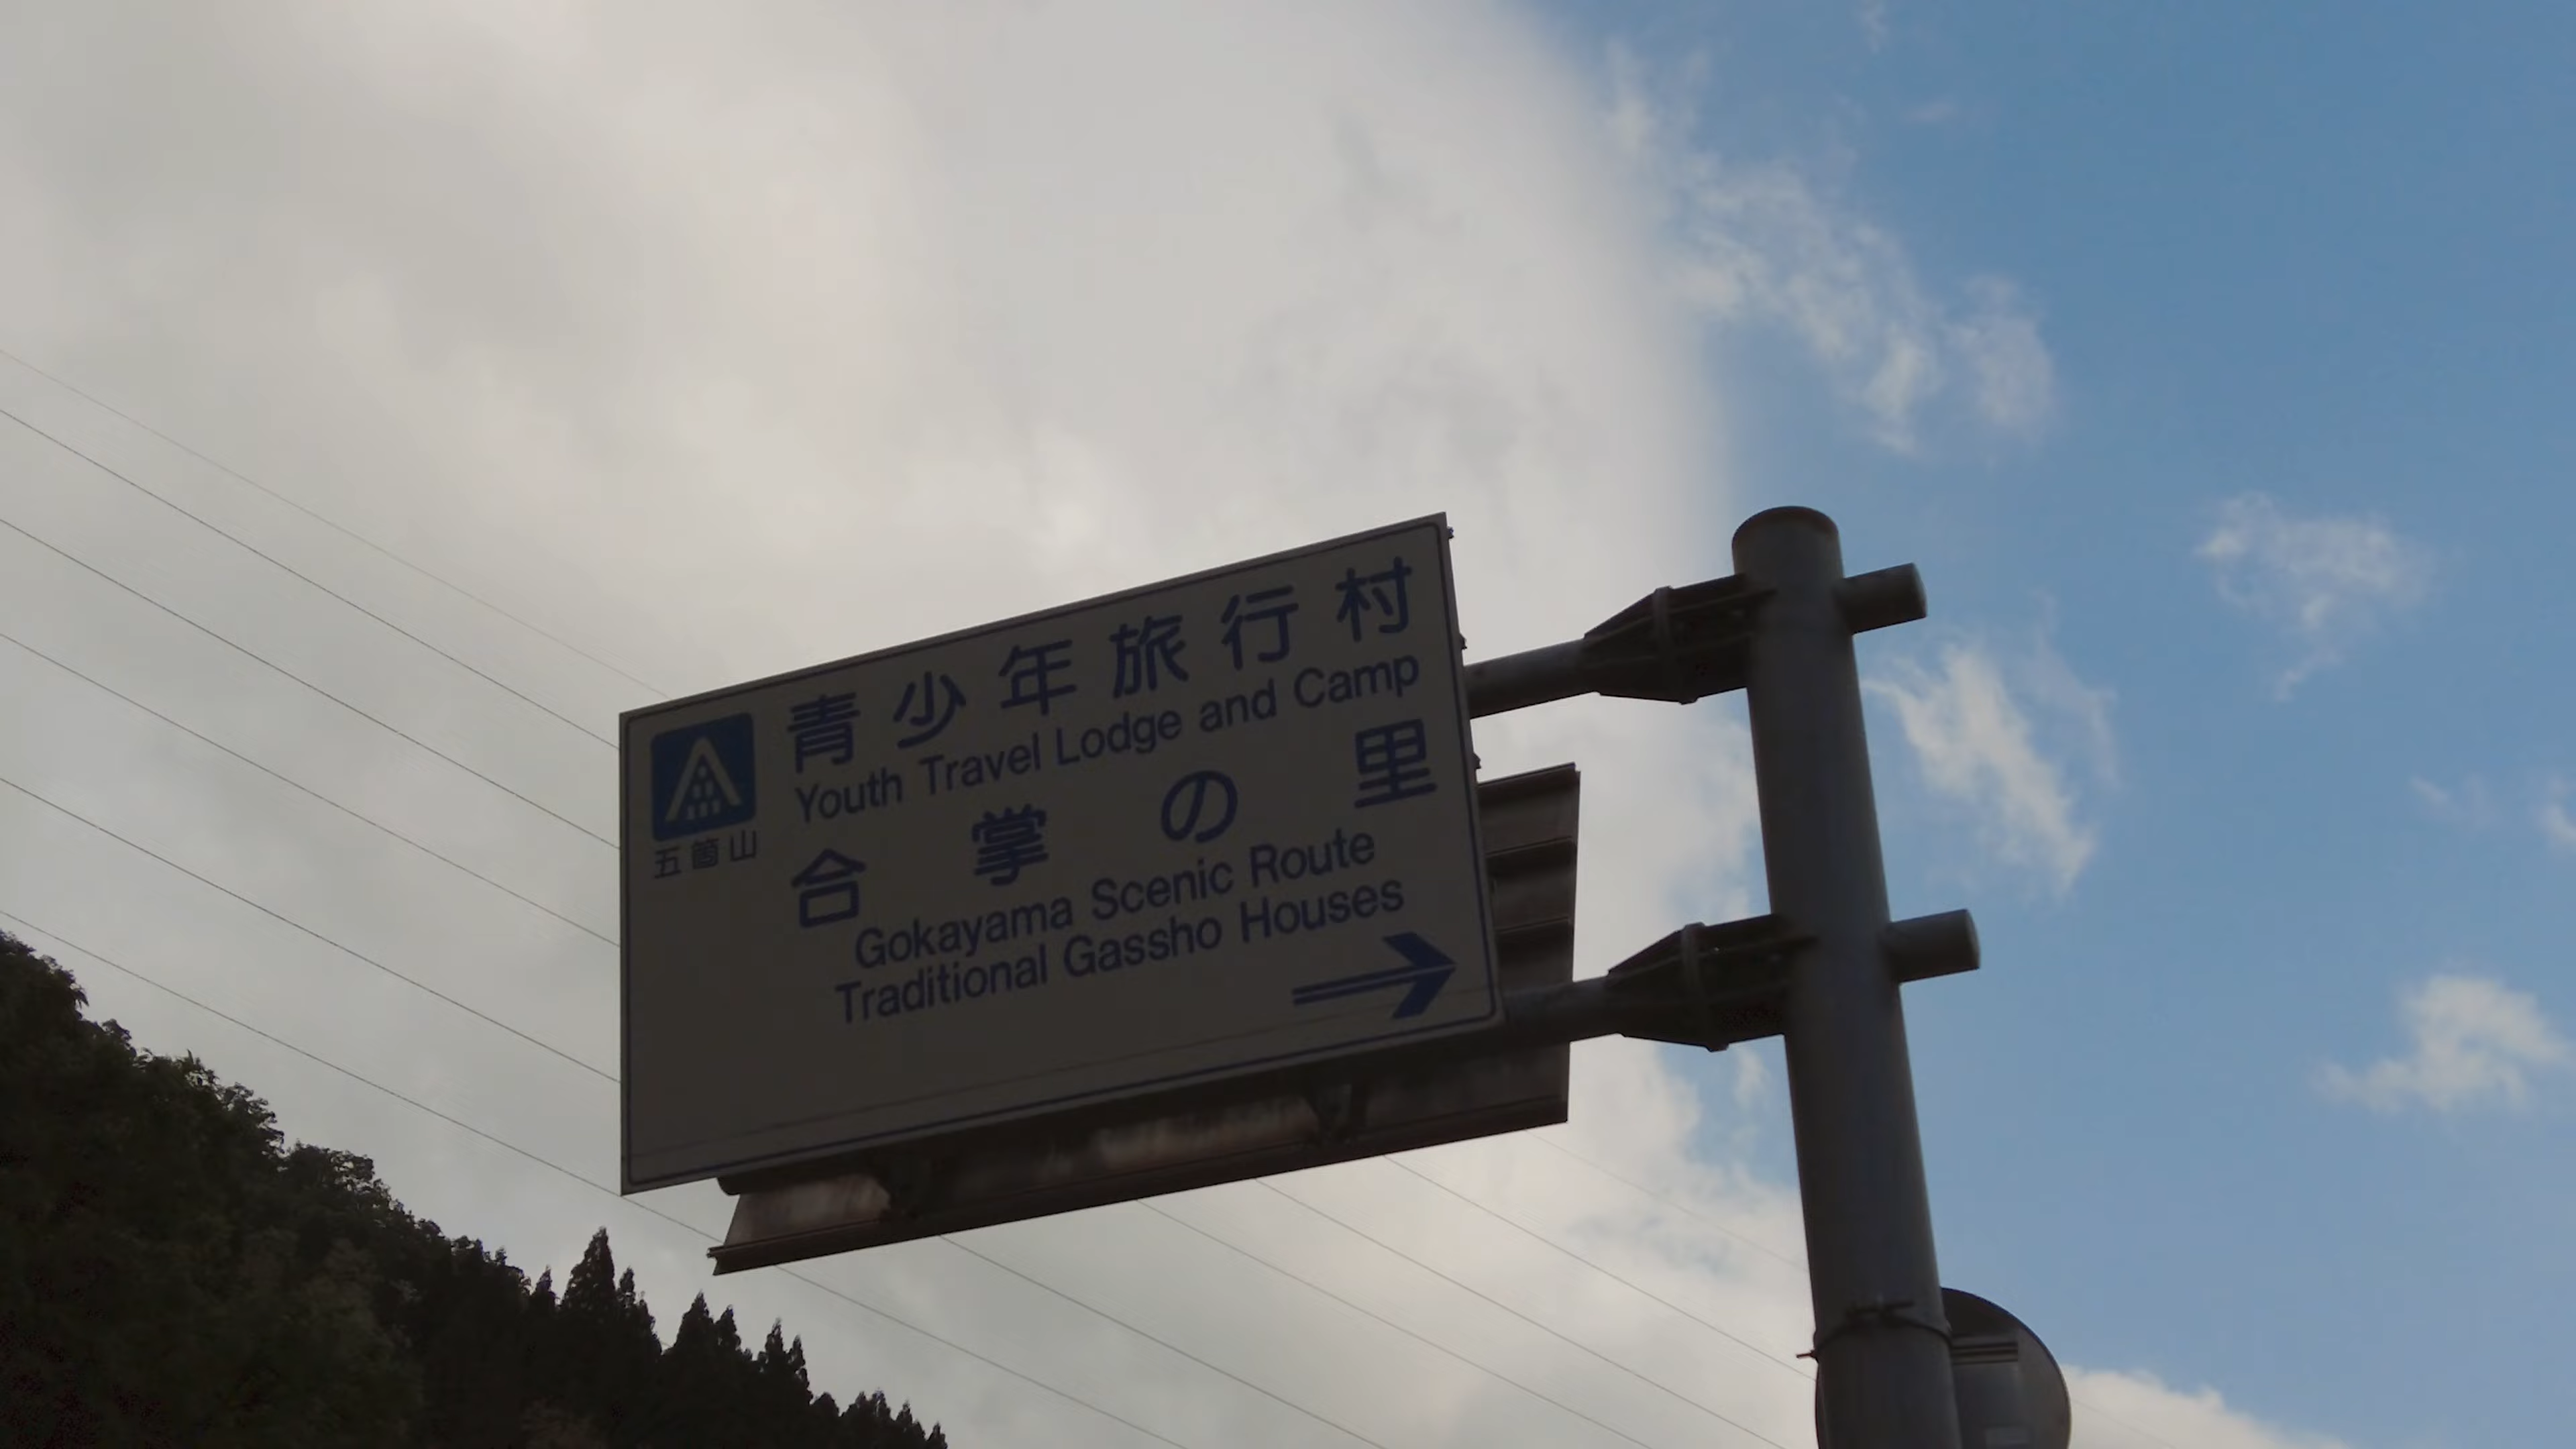 青少年旅行村
Youth Travel Lodge and Camp
合掌の里
Gokayama Scenic Route
Traditional Gassho Houses
五箇山